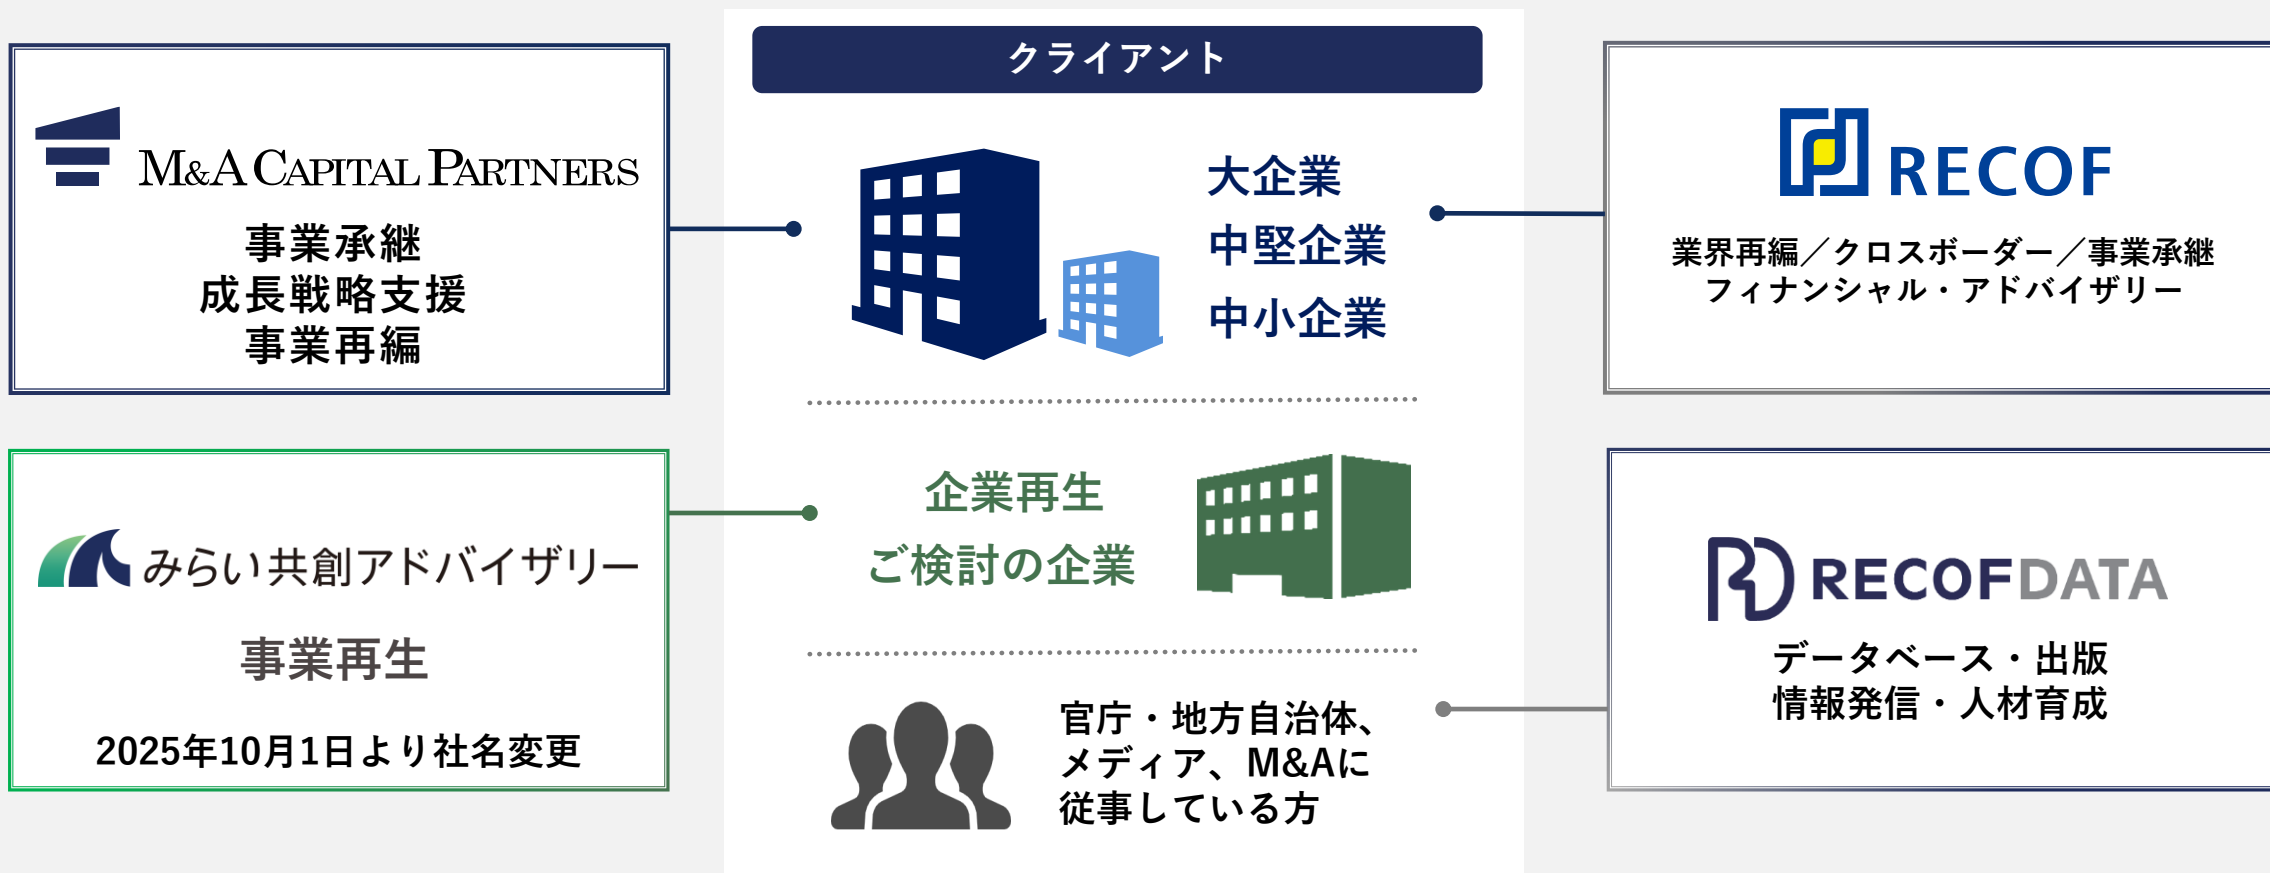 M&A CAPITAL PARTNERS
事業承継
成長戦略支援
事業再編
みらい共創アドバイザリー
事業再生
2025年10月1日より社名変更
クライアント
大企業
中堅企業
中小企業
企業再生
ご検討の企業
官庁・地方自治体、
メディア、M&Aに
従事している方
RECOF
業界再編／クロスボーダー／事業承継
フィナンシャル・アドバイザリー
RECOFDATA
データベース・出版
情報発信・人材育成